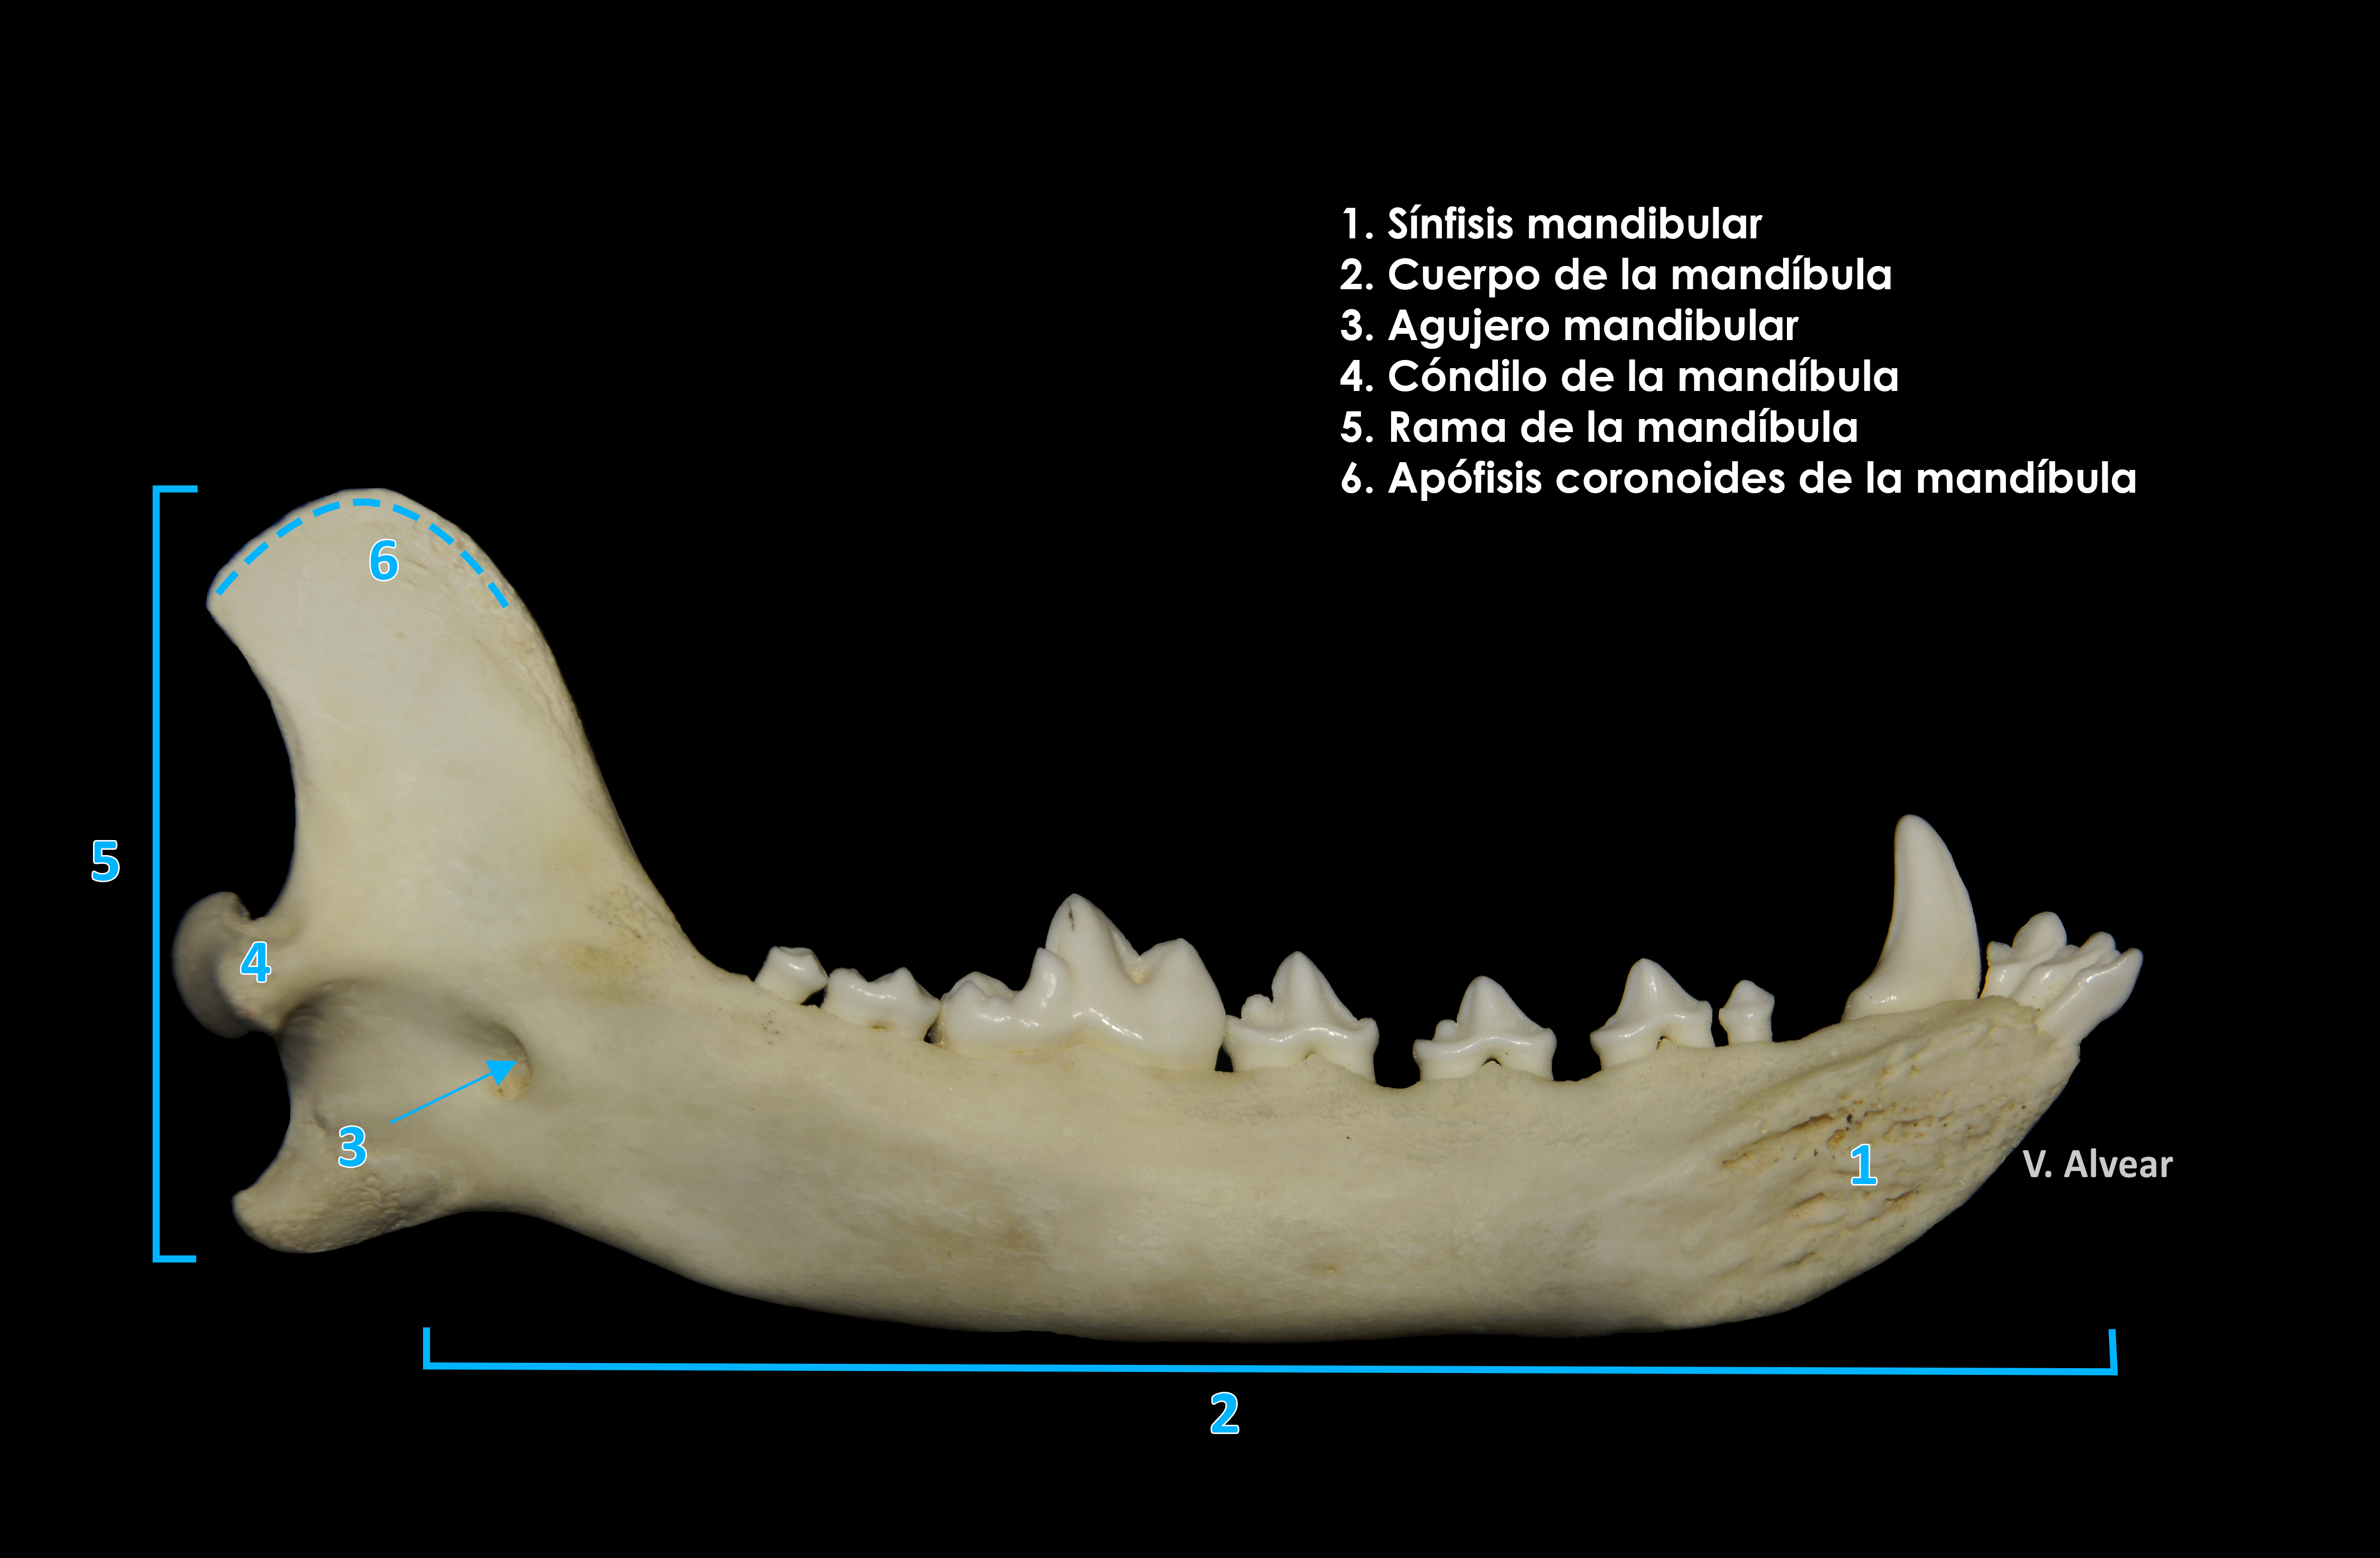 1. Sínfisis mandibular
2. Cuerpo de la mandíbula
3. Agujero mandibular
4. Cóndilo de la mandíbula
5. Rama de la mandíbula
6. Apófisis coronoides de la mandíbula
6
5
4
3
1
V. Alvear
2